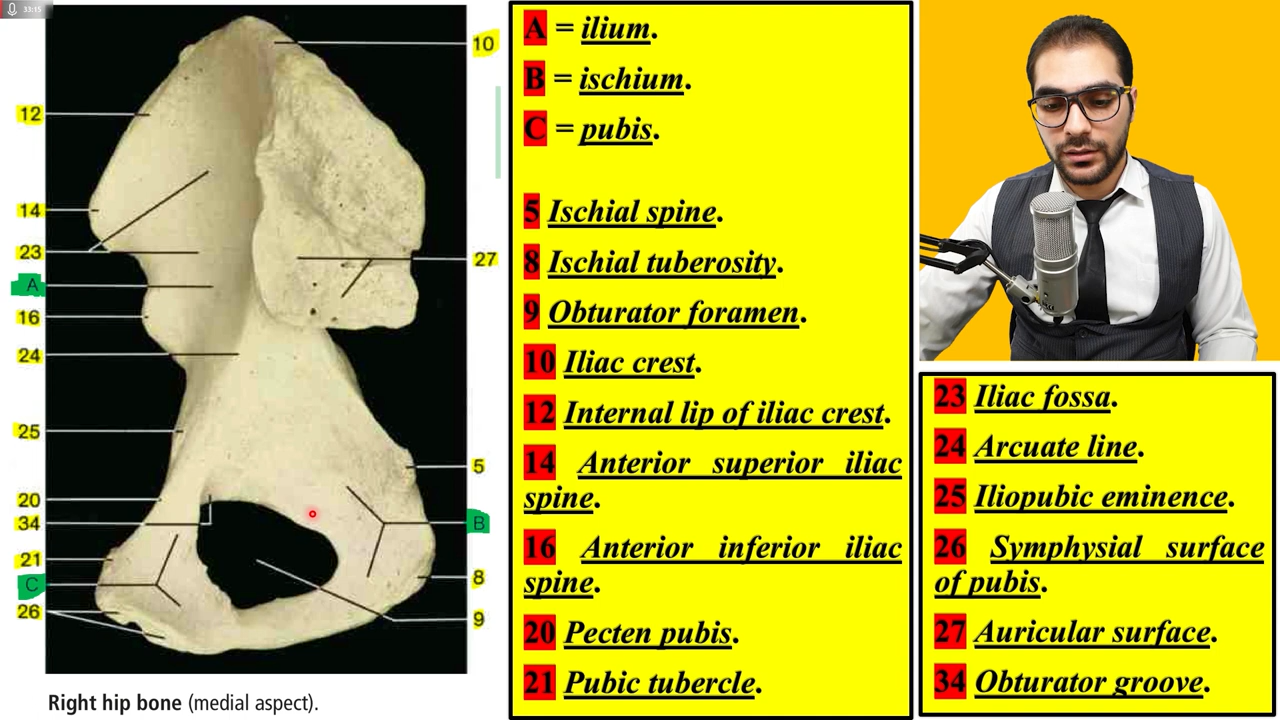 33:15
10
12
14
23
A
16
24
25
20
34
21
C
26
27
5
B
8
9
Right hip bone (medial aspect).
A = ilium.
B = ischium.
C = pubis.
5 Ischial spine.
8 Ischial tuberosity.
9 Obturator foramen.
10 Iliac crest.
12 Internal lip of iliac crest.
14 Anterior superior iliac
spine.
16 Anterior inferior iliac
spine.
20 Pecten pubis.
21 Pubic tubercle.
23 Iliac fossa.
24 Arcuate line.
25 Iliopubic eminence.
26 Symphysial surface
of pubis.
27 Auricular surface.
34 Obturator groove.